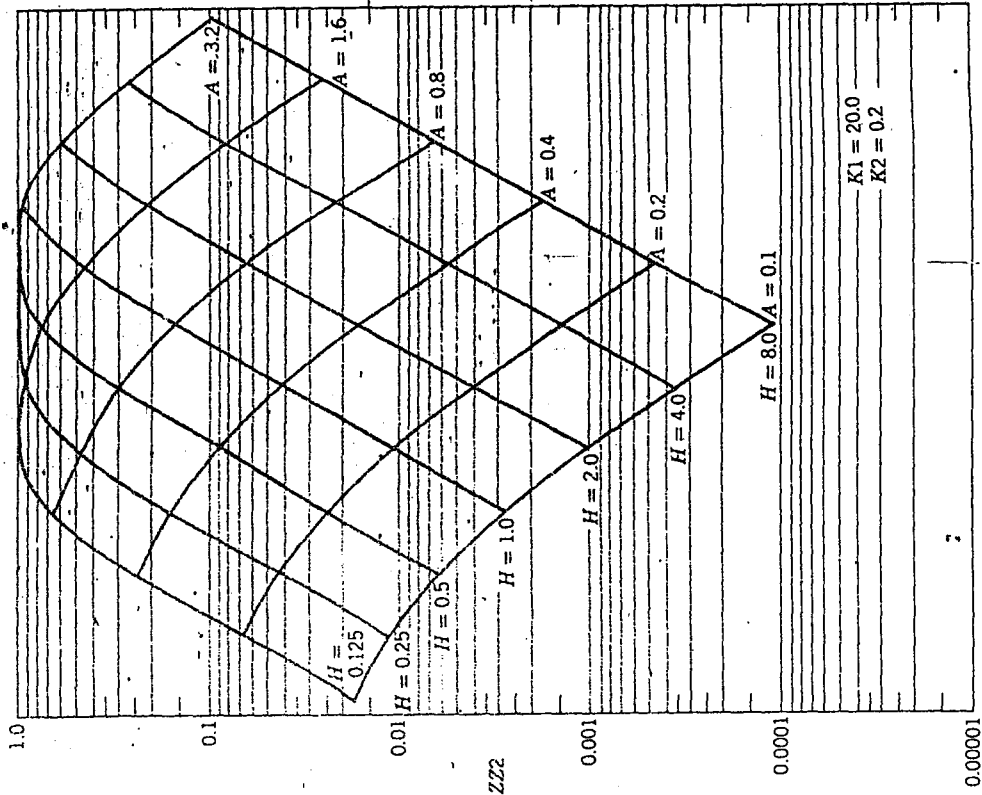 1.0
0.1
0.01
0.001
0.0001
0.00001
ZZ2
A = 3.2
A = 1.6
A = 0.8
A = 0.4
A = 0.2
A = 0.1
H =
0.125
H = 0.25
H = 0.5
H = 1.0
H = 2.0
H = 4.0
H = 8.0
K1 = 20.0
K2 = 0.2